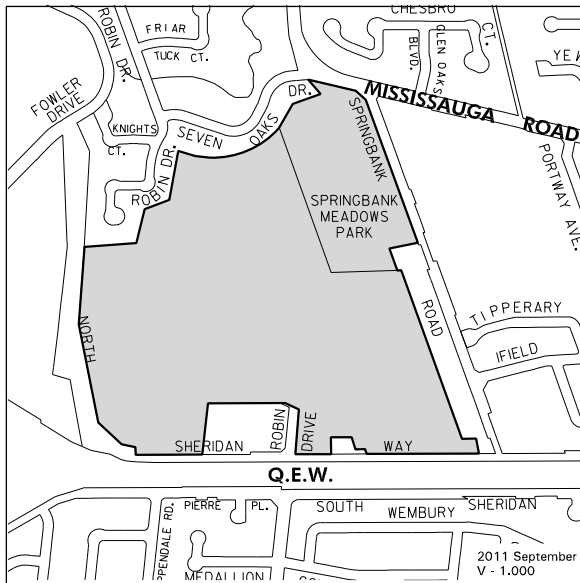 CHESBRO
CT.
ROBIN DR.
FRIAR
TUCK CT.
BLVD.
GLEN OAKS
FOWLER
DRIVE
DR.
MISSISSAUGA ROAD
KNIGHTS
CT.
SEVEN OAKS
SPRINGBANK
ROBIN DR.
PORTWAY AVE.
SPRINGBANK
MEADOWS
PARK
NORTH
ROAD
TIPPERARY
IFIELD
SHERIDAN
ROBIN
DRIVE
WAY
Q.E.W.
PIERRE PL.
SOUTH
SHERIDAN
WEMBURY
PPENDALE RD.
MEDALLION
2011 September
V - 1.000